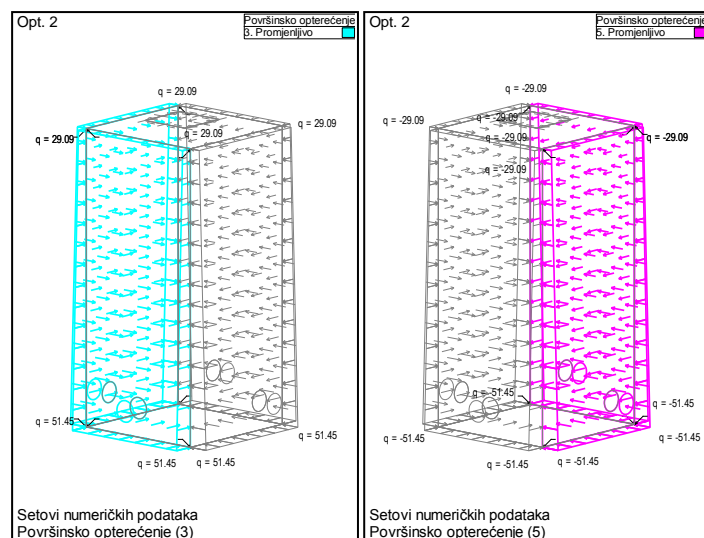 Opt. 2
Površinsko opterećenje
3. Promjenljivo
q = 29.09
q = 29.09
q = 29.09
q = 29.09
q = 51.45
q = 51.45
q = 51.45
q = 51.45
Setovi numeričkih podataka
Površinsko opterećenje (3)
Opt. 2
Površinsko opterećenje
5. Promjenljivo
q = -29.09
q = -29.09
q = -29.09
q = -29.09
q = -29.09
q = -51.45
q = -51.45
q = -51.45
q = -51.45
q = -51.45
q = -51.45
Setovi numeričkih podataka
Površinsko opterećenje (5)